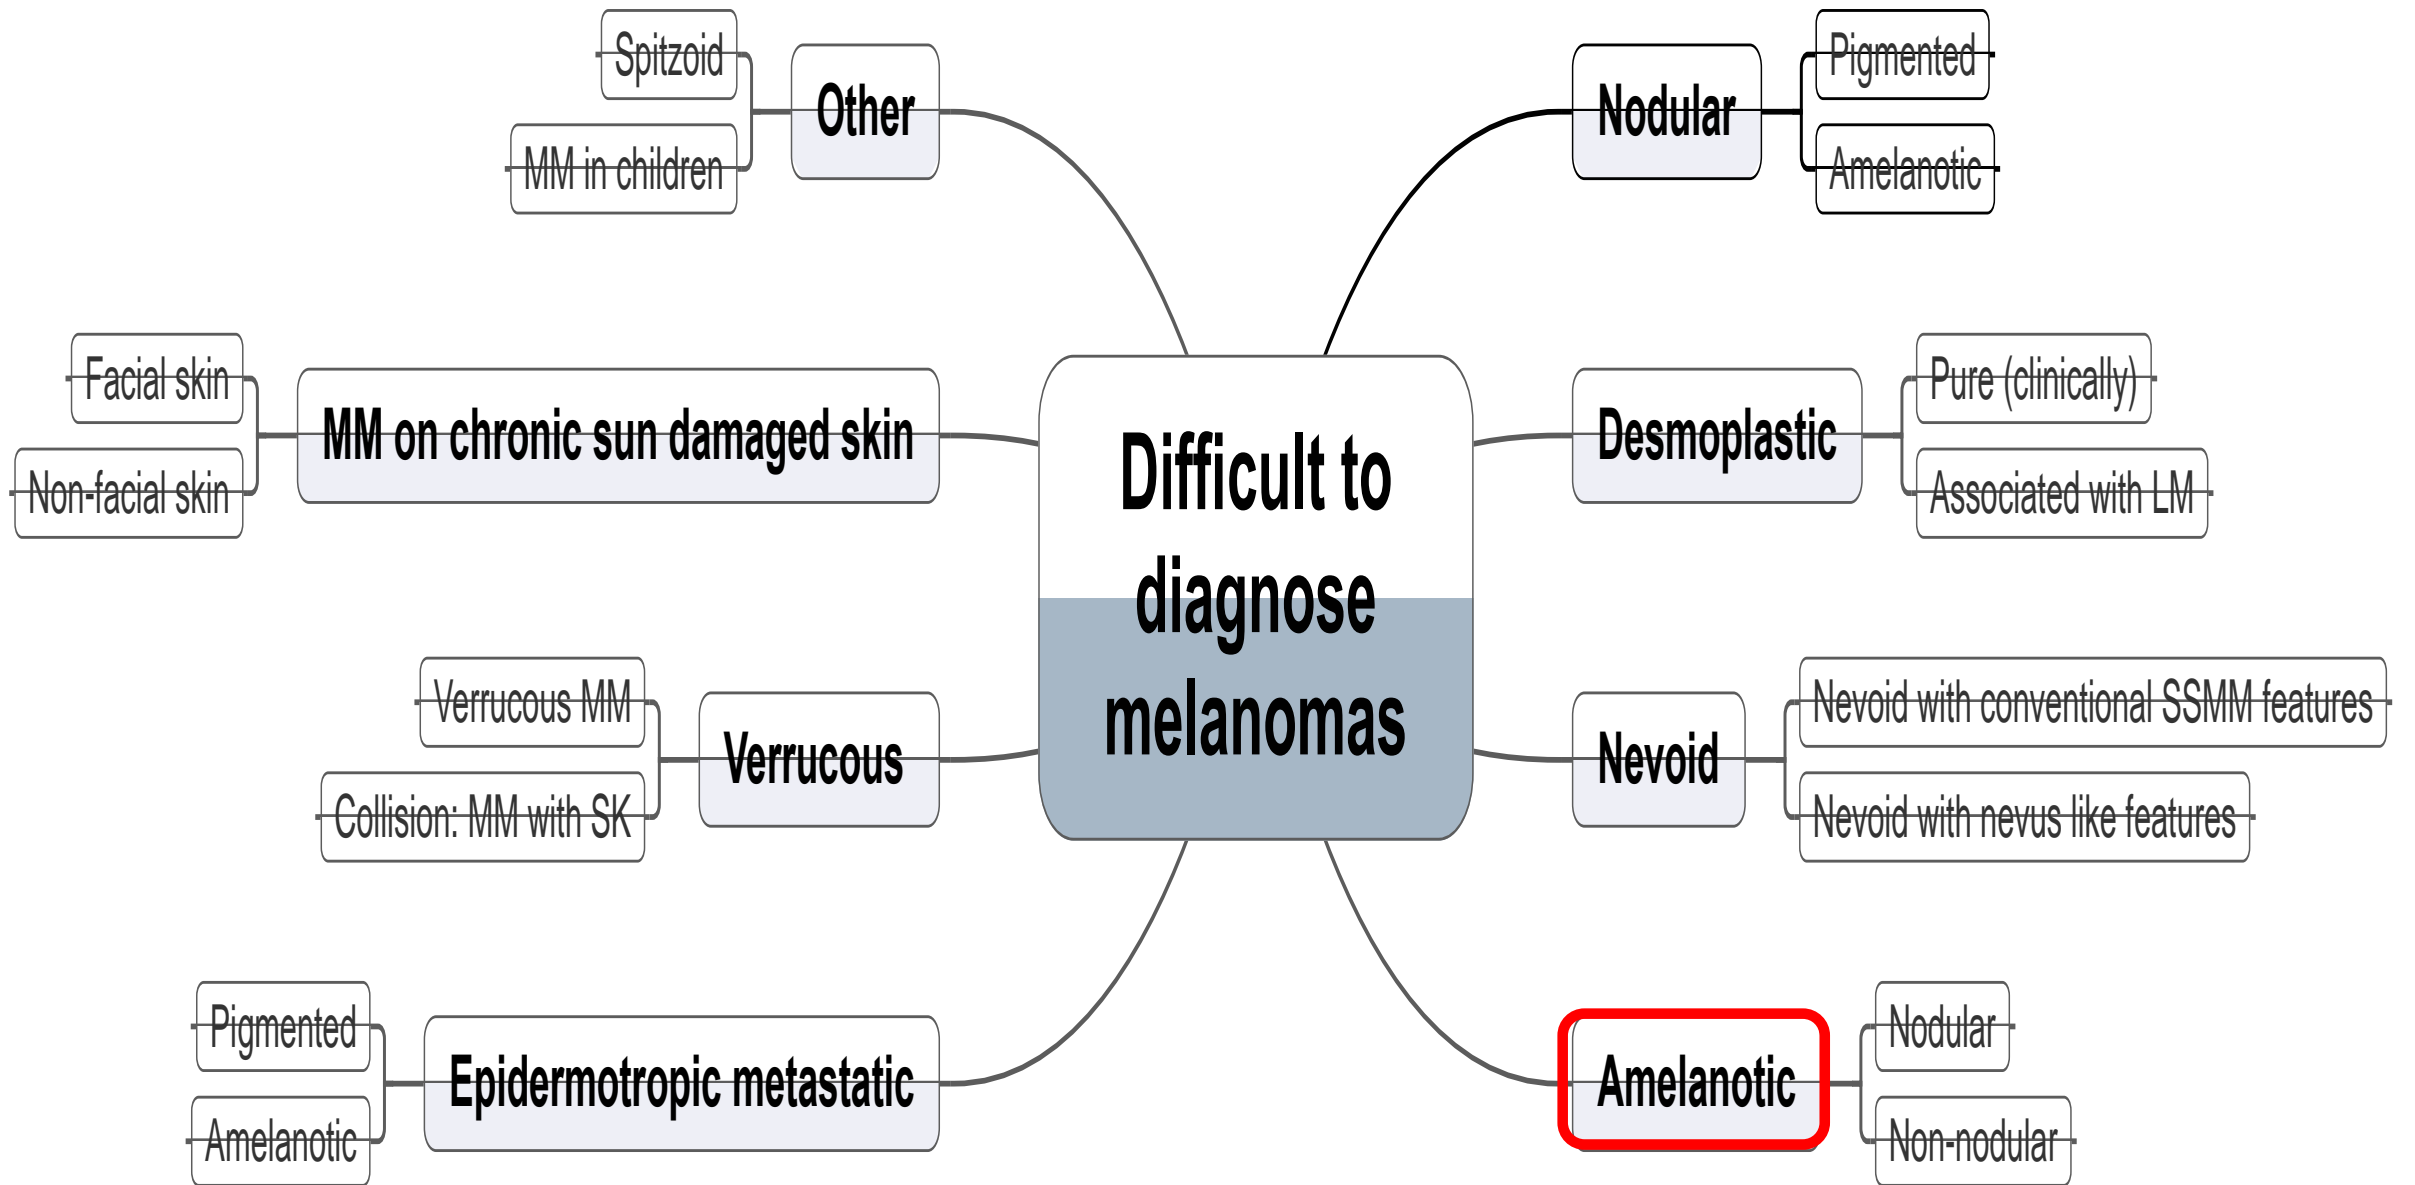 Difficult to
diagnose
melanomas
Nodular
Pigmented
Amelanotic
Desmoplastic
Pure (clinically)
Associated with LM
Nevoid
Nevoid with conventional SSMM features
Nevoid with nevus like features
Amelanotic
Nodular
Non-nodular
Other
Spitzoid
MM in children
MM on chronic sun damaged skin
Facial skin
Non-facial skin
Verrucous
Verrucous MM
Collision: MM with SK
Epidermotropic metastatic
Pigmented
Amelanotic